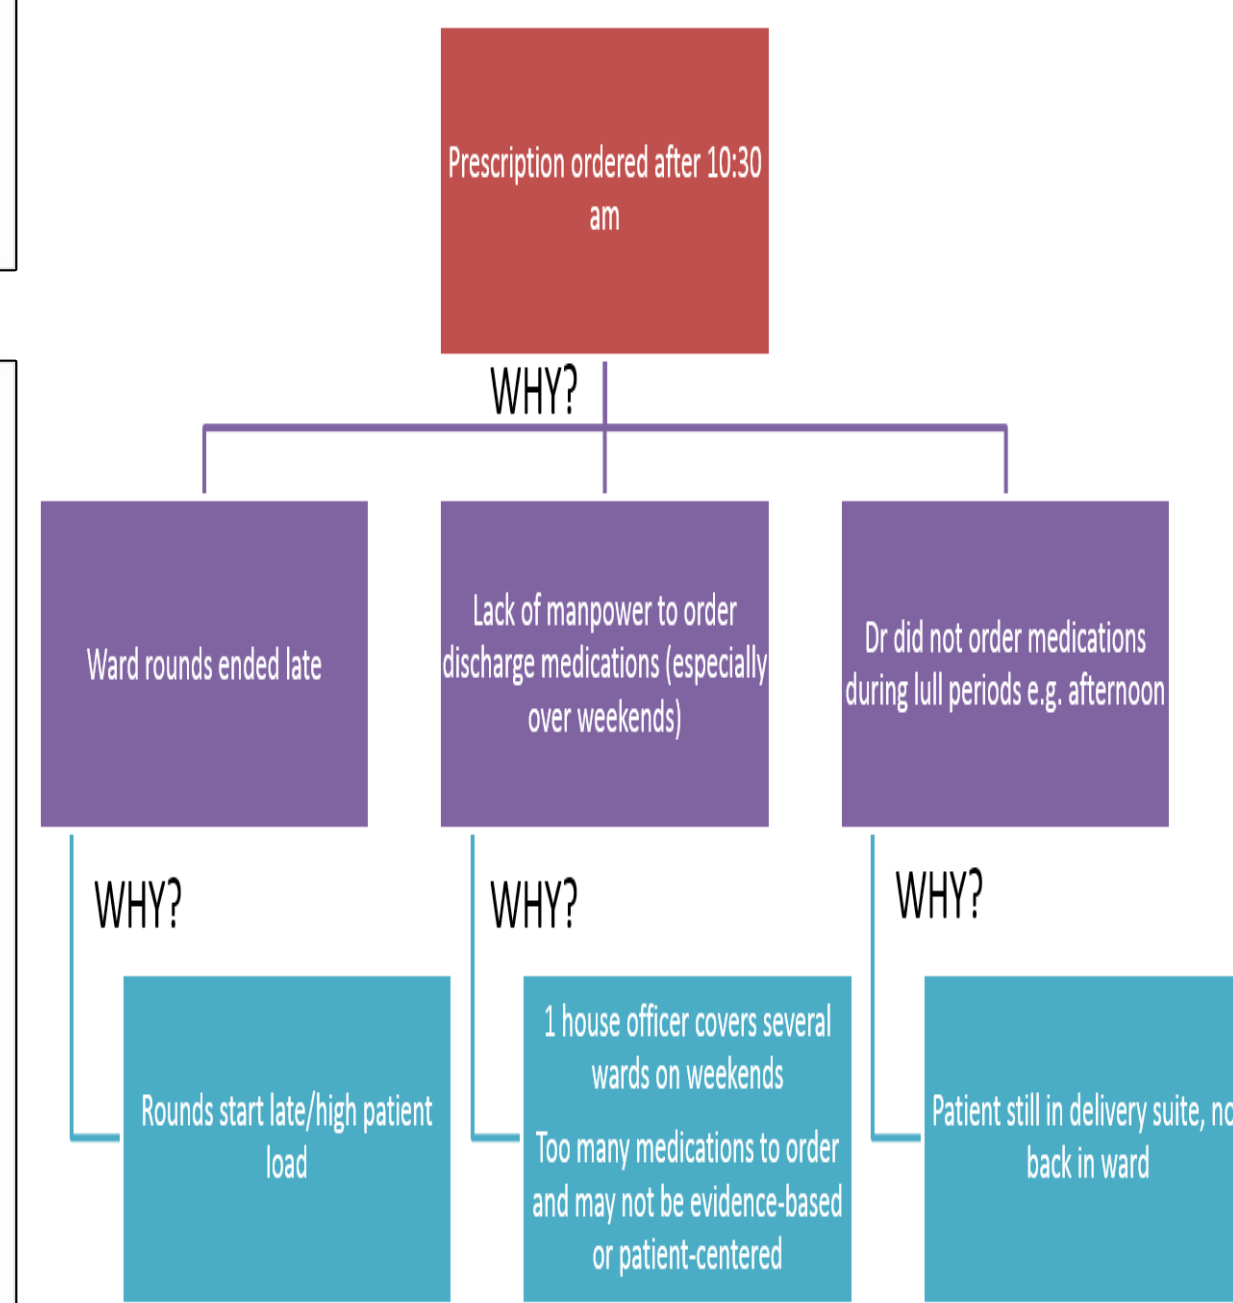 Prescription ordered after 10:30
am
WHY?
Ward rounds ended late
Lack of manpower to order
discharge medications (especially
over weekends)
Dr did not order medications
during lull periods e.g. afternoon
WHY?
WHY?
WHY?
Rounds start late/high patient
load
1 house officer covers several
wards on weekends
Too many medications to order
and may not be evidence-based
or patient-centered
Patient still in delivery suite,
back in ward